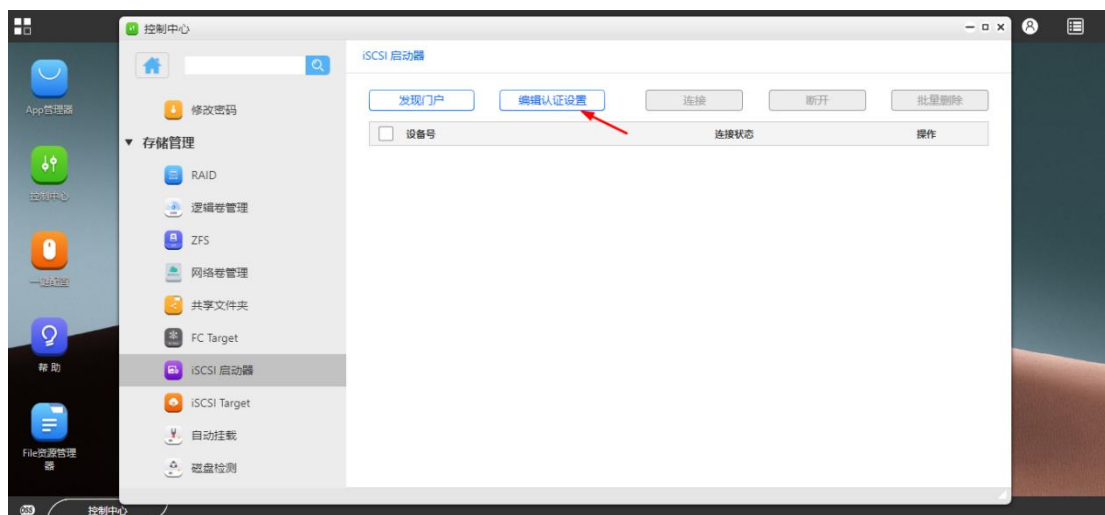 控制中心
iSCSI 启动器
App管理器
控制中心
一键配置
帮 助
File资源管理
器
修改密码
存储管理
RAID
逻辑卷管理
ZFS
网络卷管理
共享文件夹
FC Target
iSCSI 启动器
iSCSI Target
自动挂载
磁盘检测
发现门户
编辑认证设置
连接
断开
批量删除
设备号
连接状态
操作
控制中心